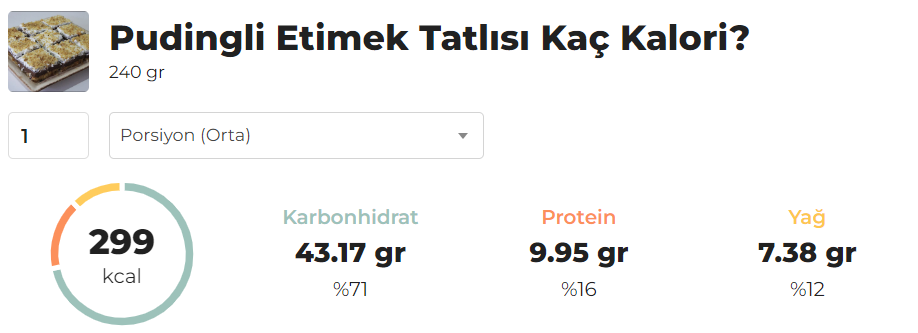 Pudingli Etimek Tatlısı Kaç Kalori?
240 gr
1
Porsiyon (Orta)
299
kcal
Karbonhidrat
43.17 gr
%71
Protein
9.95 gr
%16
Yağ
7.38 gr
%12